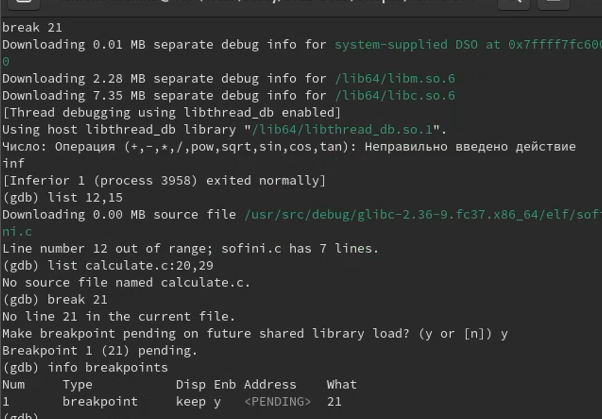 break 21
Downloading 0.01 MB separate debug info for system-supplied DSO at 0x7ffff7fc600
0
Downloading 2.28 MB separate debug info for /lib64/libm.so.6
Downloading 7.35 MB separate debug info for /lib64/libc.so.6
[Thread debugging using libthread_db enabled]
Using host libthread_db library "/lib64/libthread_db.so.1".
Число: Операция (+,-,*,/,pow,sqrt,sin,cos,tan): Неправильно введено действие
inf
[Inferior 1 (process 3958) exited normally]
(gdb) list 12,15
Downloading 0.00 MB source file /usr/src/debug/glibc-2.36-9.fc37.x86_64/elf/sofi
ni.c
Line number 12 out of range; sofini.c has 7 lines.
(gdb) list calculate.c:20,29
No source file named calculate.c.
(gdb) break 21
No line 21 in the current file.
Make breakpoint pending on future shared library load? (y or [n]) y
Breakpoint 1 (21) pending.
(gdb) info breakpoints
Num Type Disp Enb Address What
1 breakpoint keep y <PENDING> 21
(gdb)